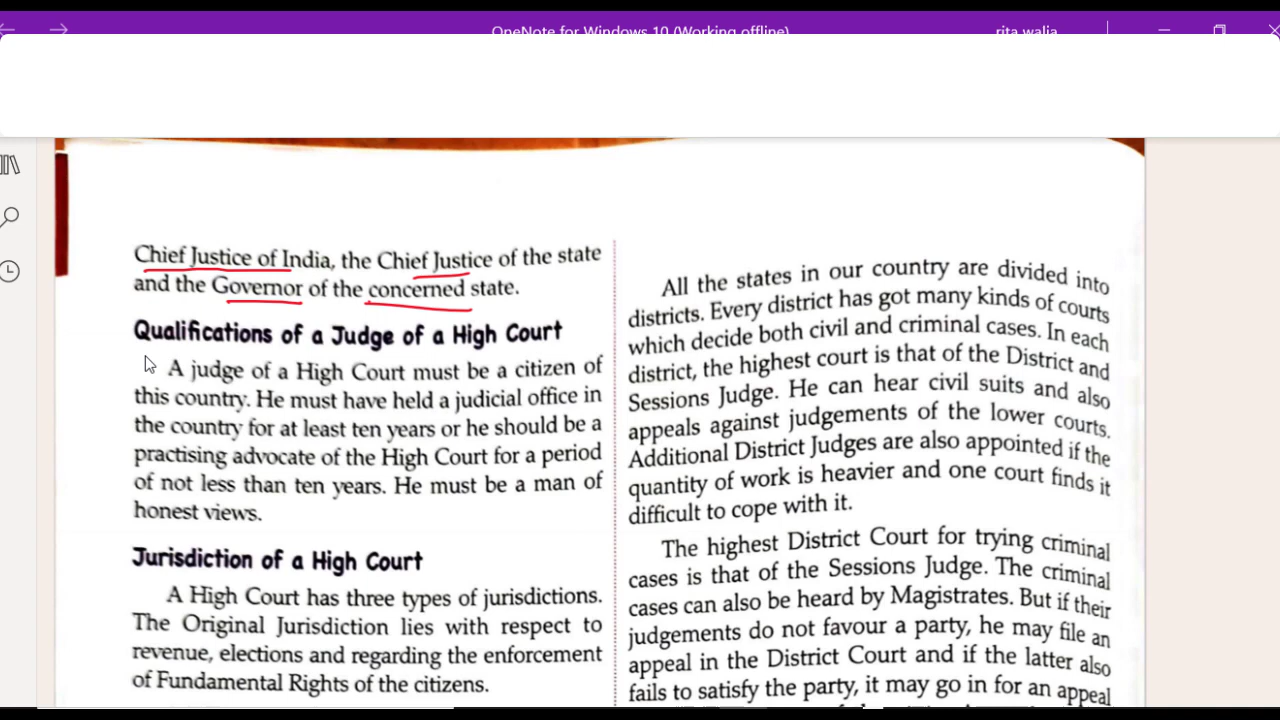 OneNote for Windows 10 (Working offline)
rita walia
Chief Justice of India, the Chief Justice of the state
and the Governor of the concerned state.
Qualifications of a Judge of a High Court
A judge of a High Court must be a citizen of
this country. He must have held a judicial office in
the country for at least ten years or he should be a
practising advocate of the High Court for a period
of not less than ten years. He must be a man of
honest views.
Jurisdiction of a High Court
A High Court has three types of jurisdictions.
The Original Jurisdiction lies with respect to
revenue, elections and regarding the enforcement
of Fundamental Rights of the citizens.
All the states in our country are divided into
districts. Every district has got many kinds of courts
which decide both civil and criminal cases. In each
district, the highest court is that of the District and
Sessions Judge. He can hear civil suits and also
appeals against judgements of the lower courts.
Additional District Judges are also appointed if the
quantity of work is heavier and one court finds it
difficult to cope with it.
The highest District Court for trying criminal
cases is that of the Sessions Judge. The criminal
cases can also be heard by Magistrates. But if their
judgements do not favour a party, he may file an
appeal in the District Court and if the latter also
fails to satisfy the party, it may go in for an appeal